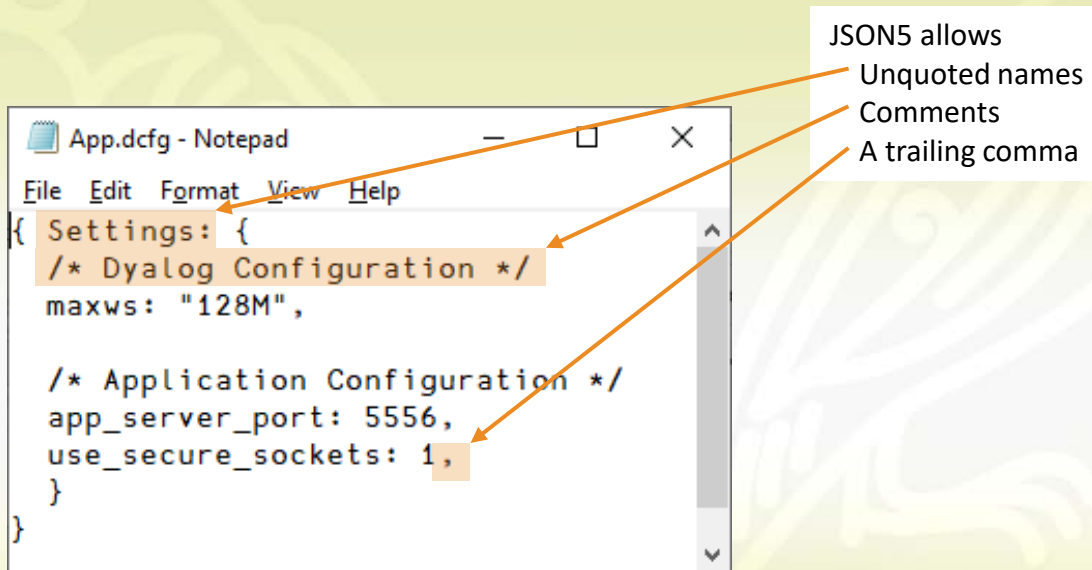 JSON5 allows
Unquoted names
Comments
A trailing comma
App.dcfg - Notepad
File Edit Format View Help
{ Settings: {
/* Dyalog Configuration */
maxws: "128M",
/* Application Configuration */
app_server_port: 5556,
use_secure_sockets: 1,
}
}